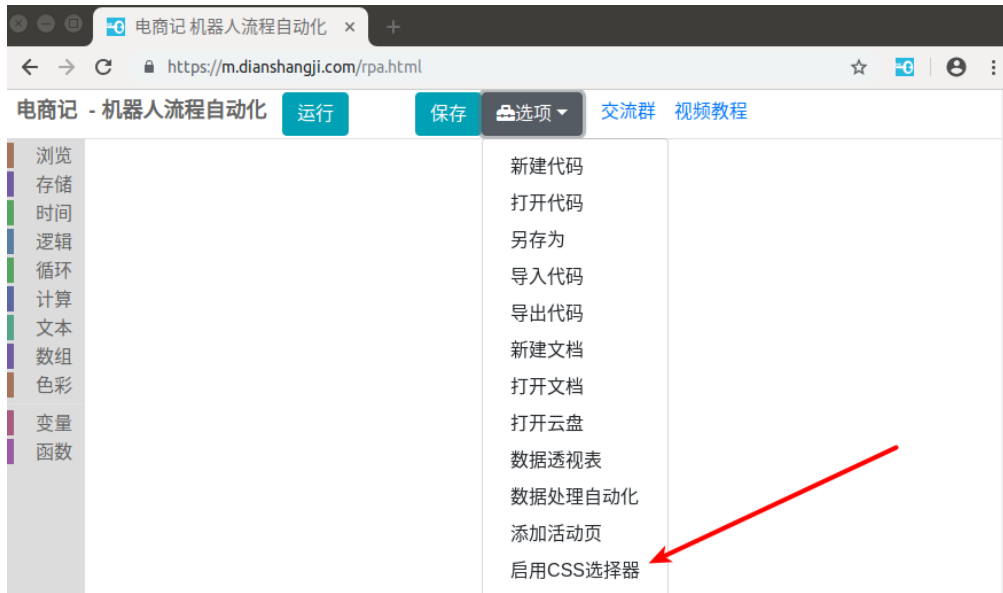 电商记 机器人流程自动化
https://m.dianshangji.com/rpa.html
电商记 - 机器人流程自动化 运行 保存 选项 交流群 视频教程
浏览
存储
时间
逻辑
循环
计算
文本
数组
色彩
变量
函数
新建代码
打开代码
另存为
导入代码
导出代码
新建文档
打开文档
打开云盘
数据透视表
数据处理自动化
添加活动页
启用CSS选择器